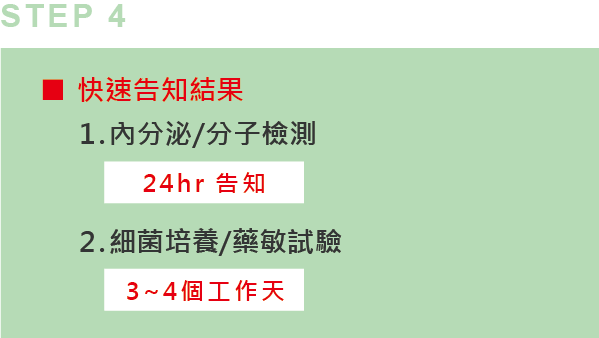 STEP 4
■ 快速告知結果
1.內分泌/分子檢測
24hr 告知
2.細菌培養/藥敏試驗
3~4個工作天